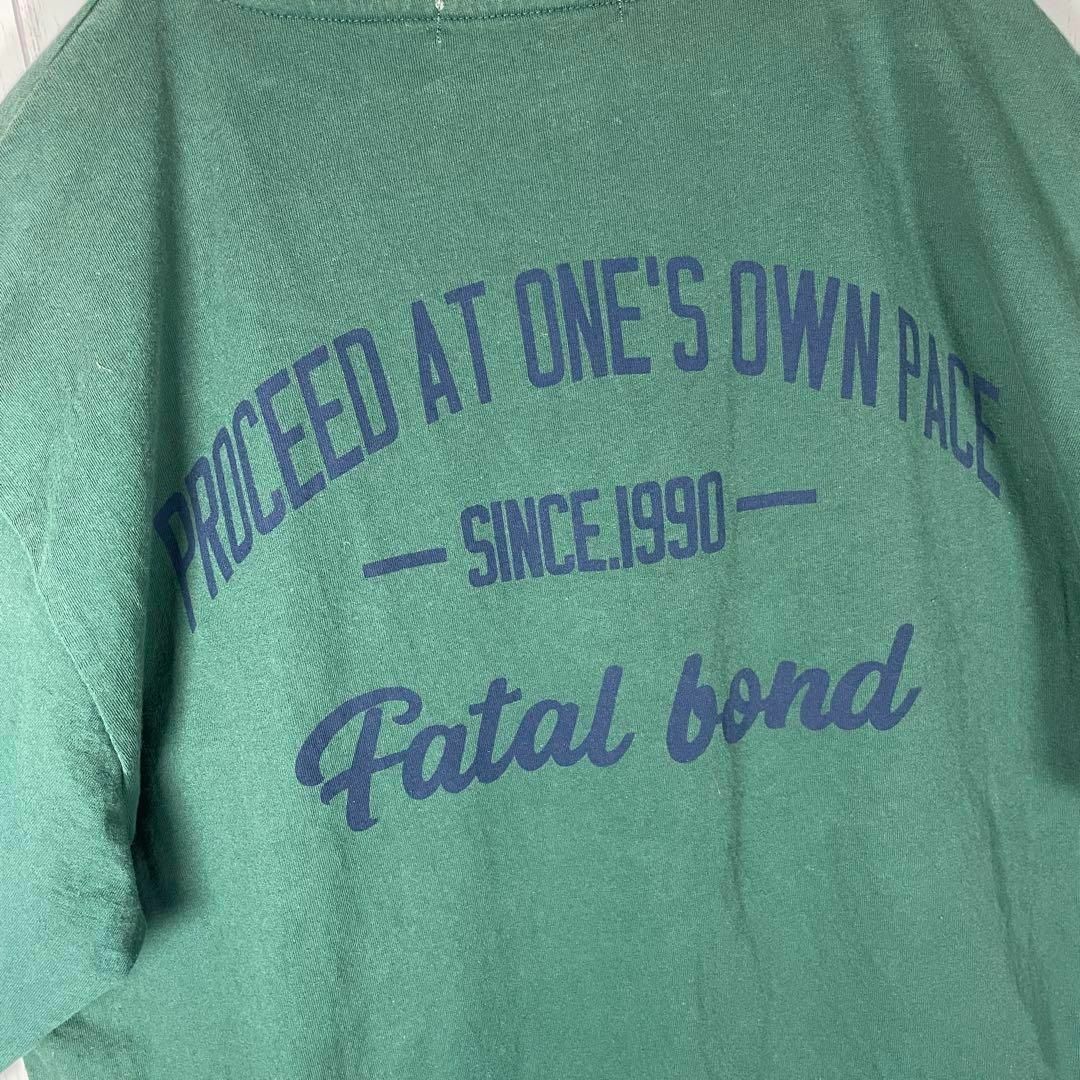 PROCEED AT ONE'S OWN PACE
SINCE.1990
Fatal bond